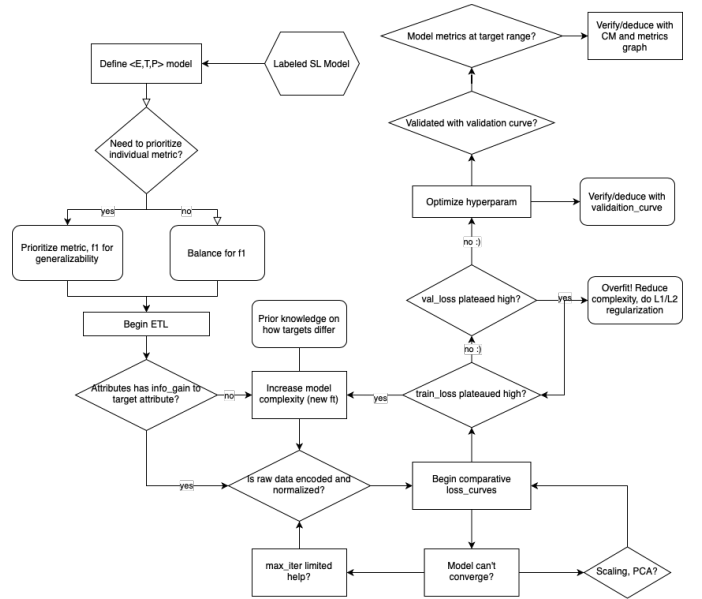 Model metrics at target range?
Verify/deduce with
CM and metrics
graph
Define <E,T,P> model
Labeled SL Model
Validated with validation curve?
Need to prioritize
individual metric?
Optimize hyperparam
Verify/deduce with
validaition_curve
yes
no
no :)
Prioritize metric, f1 for
generalizability
Balance for f1
val_loss plateaed high?
yes
Overfit! Reduce
complexity, do L1/L2
regularization
Begin ETL
Prior knowledge on
how targets differ
no :)
Attributes has info_gain to
target attribute?
no
Increase model
complexity (new ft)
yes
train_loss plateaued high?
yes
Is raw data encoded and
normalized?
Begin comparative
loss_curves
max_iter limited
help?
Model can't
converge?
Scaling, PCA?